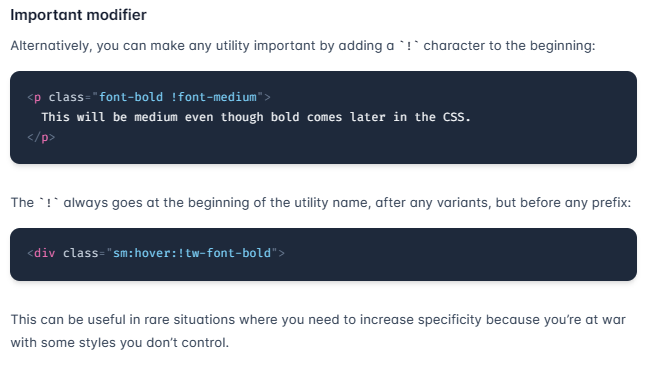 Important modifier
Alternatively, you can make any utility important by adding a `!` character to the beginning:
<p class="font-bold !font-medium">
  This will be medium even though bold comes later in the CSS.
</p>
The `!` always goes at the beginning of the utility name, after any variants, but before any prefix:
<div class="sm:hover:!tw-font-bold">
This can be useful in rare situations where you need to increase specificity because you’re at war
with some styles you don’t control.